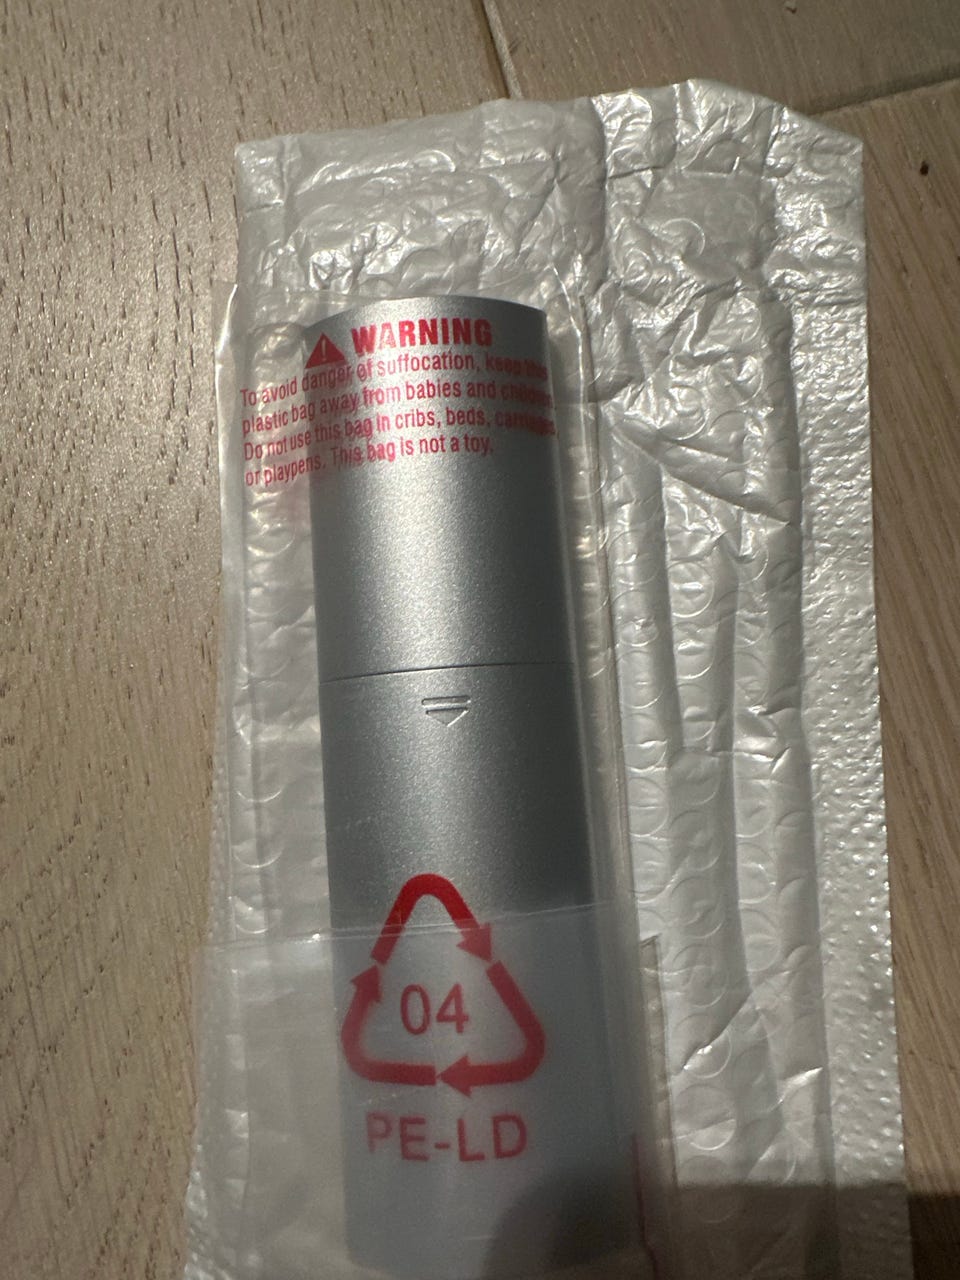 WARNING
To avoid danger of suffocation, keep this
plastic bag away from babies and children.
Do not use this bag in cribs, beds, carriages,
or playpens. This bag is not a toy.
04
PE-LD